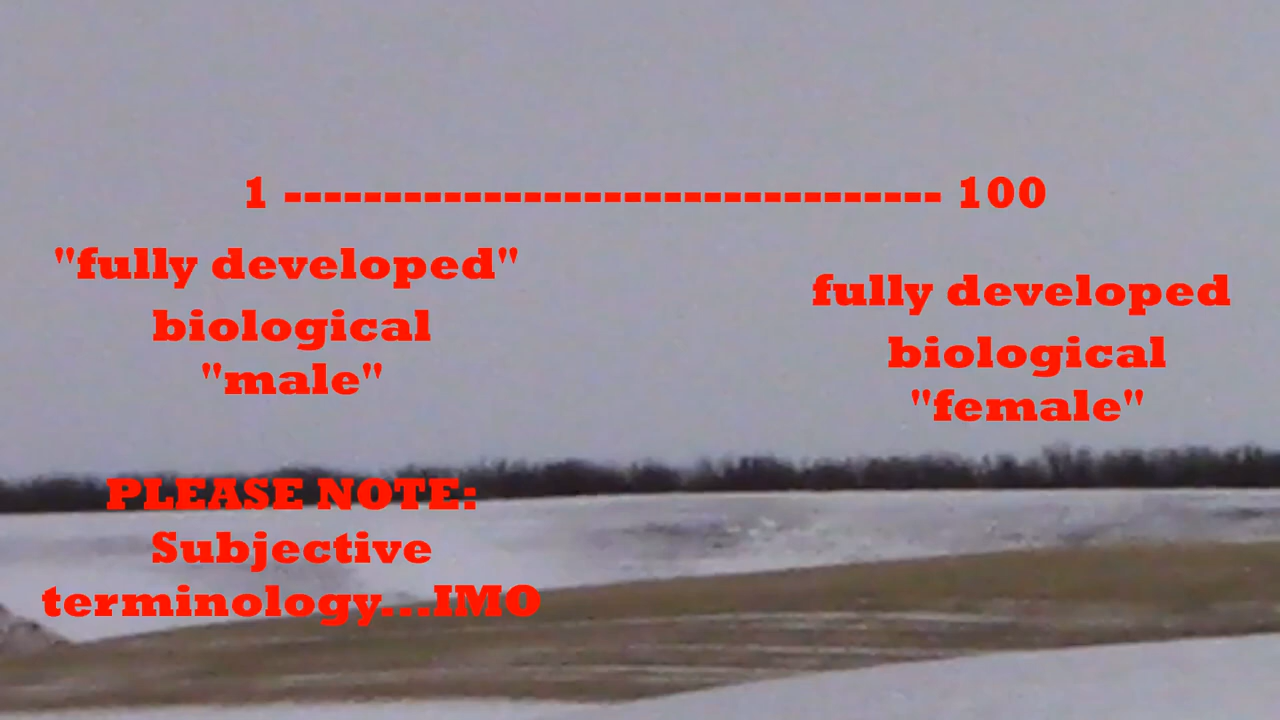 1 --------------------------------- 100
"fully developed"
biological
"male"
fully developed
biological
"female"
PLEASE NOTE:
Subjective
terminology...IMO